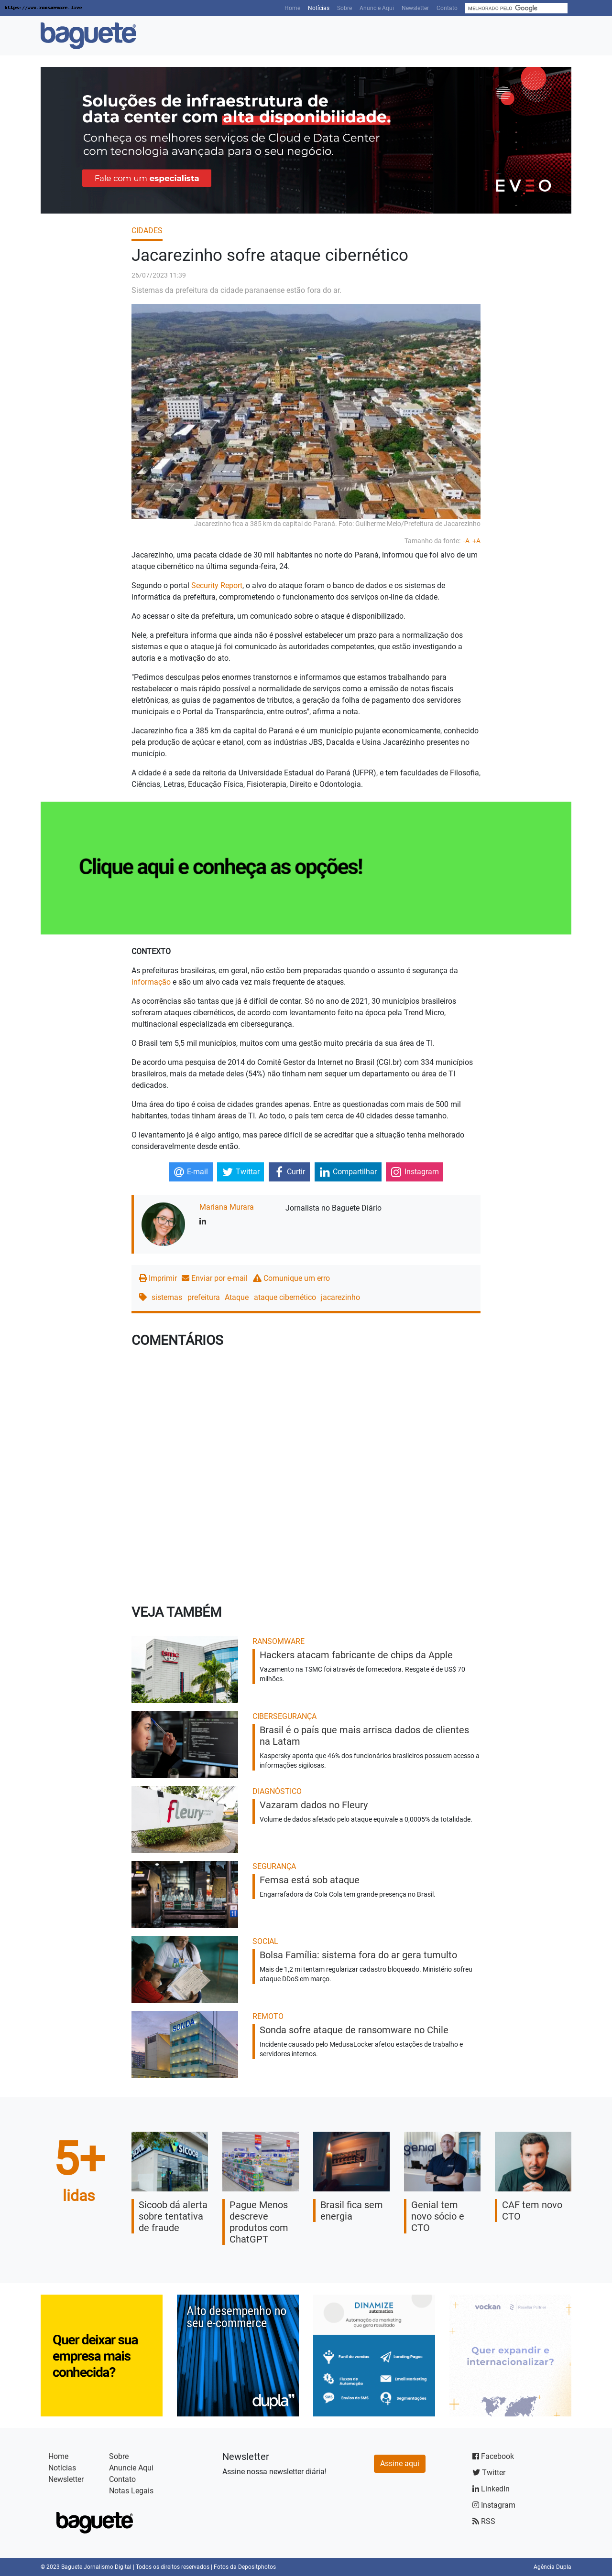 https://www.ransomware.live
Home Notícias Sobre Anuncie Aqui Newsletter Contato MELHORADO PELO Google
baguete
Soluções de infraestrutura de
data center com alta disponibilidade.
Conheça os melhores serviços de Cloud e Data Center
com tecnologia avançada para o seu negócio.
Fale com um especialista
EVEO
CIDADES
Jacarezinho sofre ataque cibernético
26/07/2023 11:39
Sistemas da prefeitura da cidade paranaense estão fora do ar.
Jacarezinho fica a 385 km da capital do Paraná. Foto: Guilherme Melo/Prefeitura de Jacarezinho
Tamanho da fonte: -A +A
Jacarezinho, uma pacata cidade de 30 mil habitantes no norte do Paraná, informou que foi alvo de um
ataque cibernético na última segunda-feira, 24.
Segundo o portal Security Report, o alvo do ataque foram o banco de dados e os sistemas de
informática da prefeitura, comprometendo o funcionamento dos serviços on-line da cidade.
Ao acessar o site da prefeitura, um comunicado sobre o ataque é disponibilizado.
Nele, a prefeitura informa que ainda não é possível estabelecer um prazo para a normalização dos
sistemas e que o ataque já foi comunicado às autoridades competentes, que estão investigando a
autoria e a motivação do ato.
"Pedimos desculpas pelos enormes transtornos e informamos que estamos trabalhando para
restabelecer o mais rápido possível a normalidade de serviços como a emissão de notas fiscais
eletrônicas, as guias de pagamentos de tributos, a geração da folha de pagamento dos servidores
municipais e o Portal da Transparência, entre outros", afirma a nota.
Jacarezinho fica a 385 km da capital do Paraná e é um município pujante economicamente, conhecido
pela produção de açúcar e etanol, com as indústrias JBS, Dacalda e Usina Jacarézinho presentes no
município.
A cidade é a sede da reitoria da Universidade Estadual do Paraná (UFPR), e tem faculdades de Filosofia,
Ciências, Letras, Educação Física, Fisioterapia, Direito e Odontologia.
Clique aqui e conheça as opções!
CONTEXTO
As prefeituras brasileiras, em geral, não estão bem preparadas quando o assunto é segurança da
informação e são um alvo cada vez mais frequente de ataques.
As ocorrências são tantas que já é difícil de contar. Só no ano de 2021, 30 municípios brasileiros
sofreram ataques cibernéticos, de acordo com levantamento feito na época pela Trend Micro,
multinacional especializada em cibersegurança.
O Brasil tem 5,5 mil municípios, muitos com uma gestão muito precária da sua área de TI.
De acordo uma pesquisa de 2014 do Comitê Gestor da Internet no Brasil (CGI.br) com 334 municípios
brasileiros, mais da metade deles (54%) não tinham nem sequer um departamento ou área de TI
dedicados.
Uma área do tipo é coisa de cidades grandes apenas. Entre as questionadas com mais de 500 mil
habitantes, todas tinham áreas de TI. Ao todo, o país tem cerca de 40 cidades desse tamanho.
O levantamento já é algo antigo, mas parece difícil de se acreditar que a situação tenha melhorado
consideravelmente desde então.
E-mail Twittar Curtir Compartilhar Instagram
Mariana Murara Jornalista no Baguete Diário
Imprimir Enviar por e-mail Comunique um erro
sistemas prefeitura Ataque ataque cibernético jacarezinho
COMENTÁRIOS
VEJA TAMBÉM
RANSOMWARE
Hackers atacam fabricante de chips da Apple
Vazamento na TSMC foi através de fornecedora. Resgate é de US$ 70
milhões.
CIBERSEGURANÇA
Brasil é o país que mais arrisca dados de clientes
na Latam
Kaspersky aponta que 46% dos funcionários brasileiros possuem acesso a
informações sigilosas.
fleury
DIAGNÓSTICO
Vazaram dados no Fleury
Volume de dados afetado pelo ataque equivale a 0,0005% da totalidade.
SEGURANÇA
Femsa está sob ataque
Engarrafadora da Cola Cola tem grande presença no Brasil.
SOCIAL
Bolsa Família: sistema fora do ar gera tumulto
Mais de 1,2 mi tentam regularizar cadastro bloqueado. Ministério sofreu
ataque DDoS em março.
SONDA
REMOTO
Sonda sofre ataque de ransomware no Chile
Incidente causado pelo MedusaLocker afetou estações de trabalho e
servidores internos.
5+
lidas
SICOOB
genial
Sicoob dá alerta
sobre tentativa
de fraude
Pague Menos
descreve
produtos com
ChatGPT
Brasil fica sem
energia
Genial tem
novo sócio e
CTO
CAF tem novo
CTO
Quer deixar sua
empresa mais
conhecida?
Alto desempenho no
seu e-commerce
dupla"
DINAMIZE
automation
Automação de marketing
que gera resultado
Funil de vendas
Landing Pages
Fluxos de
Automação
Email Marketing
Envios de SMS
Segmentações
vockan
Quer expandir e
internacionalizar?
Home
Notícias
Newsletter
Sobre
Anuncie Aqui
Contato
Notas Legais
baguete
Newsletter
Assine nossa newsletter diária!
Assine aqui
Facebook
Twitter
LinkedIn
Instagram
RSS
© 2023 Baguete Jornalismo Digital | Todos os direitos reservados | Fotos da Depositphotos
Agência Dupla